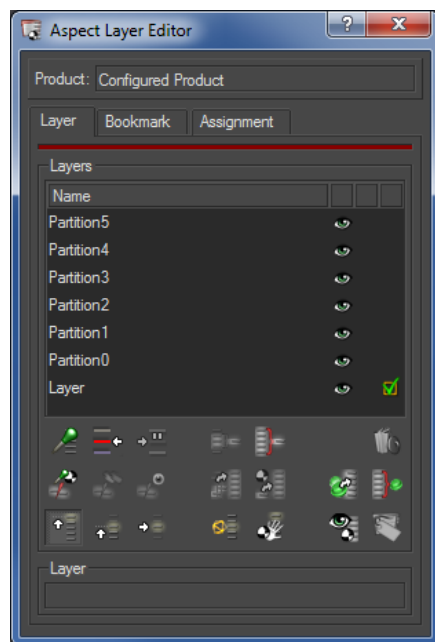 Aspect Layer Editor
Product: Configured Product
Layer Bookmark Assignment
Layers
Name
Partition5
Partition4
Partition3
Partition2
Partition1
Partition0
Layer
Layer